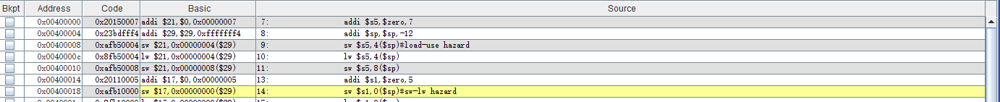 Bkpt Address Code Basic Source
0x00400000 0x20150007 addi $21,$0,0x00000007 7: addi $s5,$zero,7
0x00400004 0x23bdfff4 addi $29,$29,0xfffffff4 8: addi $sp,$sp,-12
0x00400008 0xafb50004 sw $21,0x00000004($29) 9: sw $s5,4($sp)#load-use hazard
0x0040000c 0x8fb50004 lw $21,0x00000004($29) 10: lw $s5,4($sp)
0x00400010 0xafb50008 sw $21,0x00000008($29) 11: sw $s5,8($sp)
0x00400014 0x20110005 addi $17,$0,0x00000005 13: addi $s1,$zero,5
0x00400018 0xafb10000 sw $17,0x00000000($29) 14: sw $s1,0($sp)#sw-lw hazard